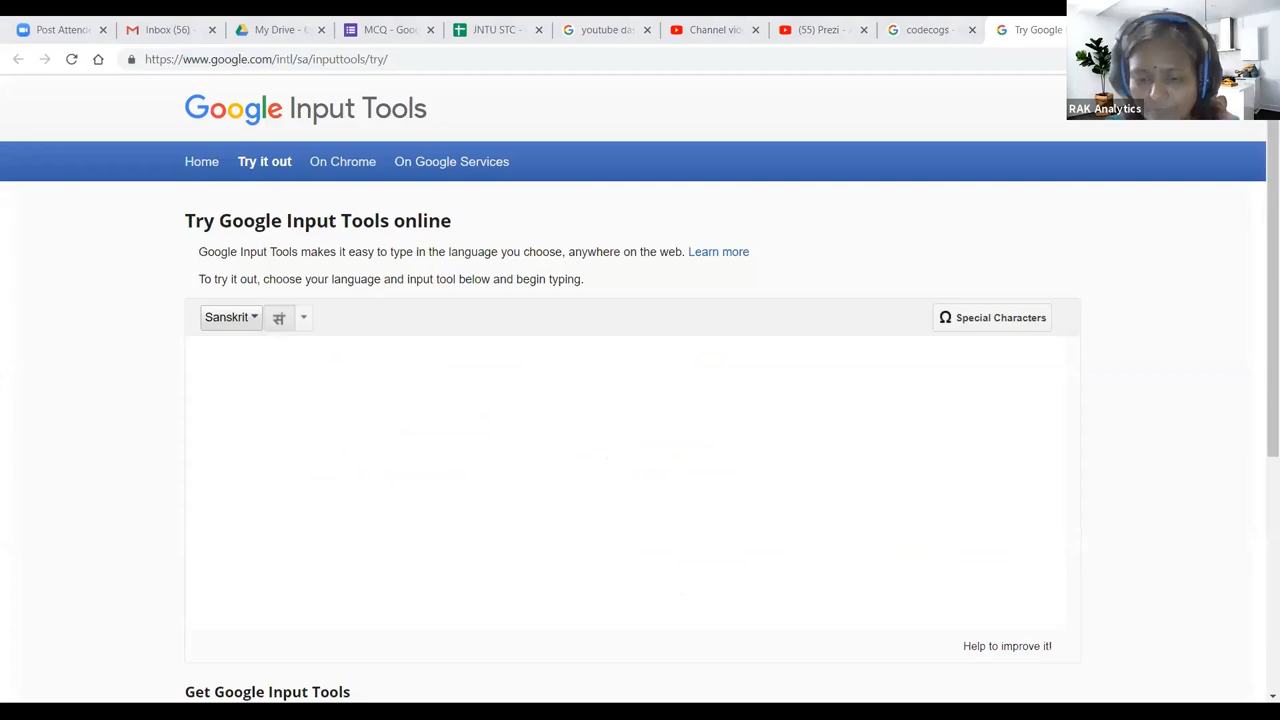 Post Attend
Inbox (56) -
My Drive -
MCQ - Goo
JNTU STC -
youtube das
Channel vid
(55) Prezi -
codecogs -
Try Google
https://www.google.com/intl/sa/inputtools/try/
RAK Analytics
Google Input Tools
Home
Try it out
On Chrome
On Google Services
Try Google Input Tools online
Google Input Tools makes it easy to type in the language you choose, anywhere on the web. Learn more
To try it out, choose your language and input tool below and begin typing.
Sanskrit
सं
Ω Special Characters
Help to improve it!
Get Google Input Tools